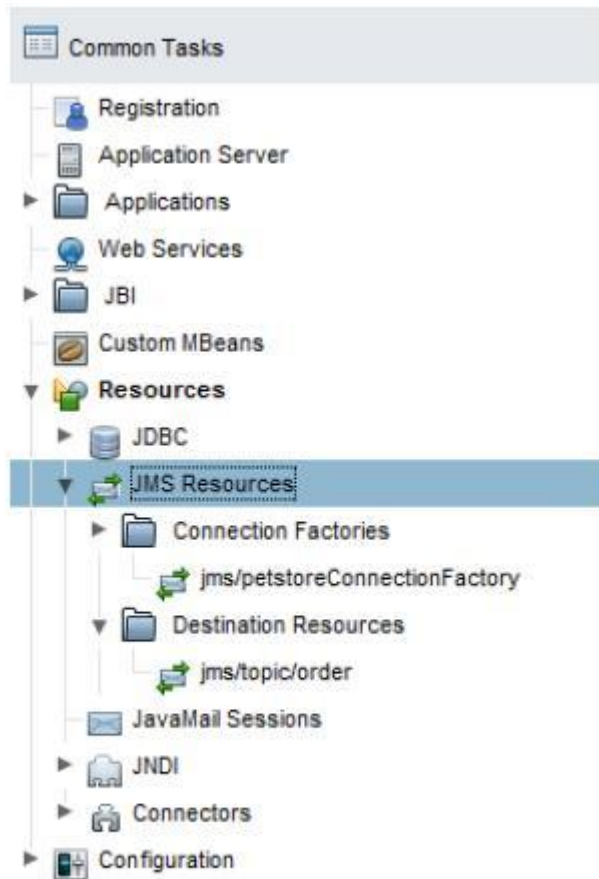 Common Tasks
Registration
Application Server
Applications
Web Services
JBI
Custom MBeans
Resources
JDBC
JMS Resources
Connection Factories
jms/petstoreConnectionFactory
Destination Resources
jms/topic/order
JavaMail Sessions
JNDI
Connectors
Configuration